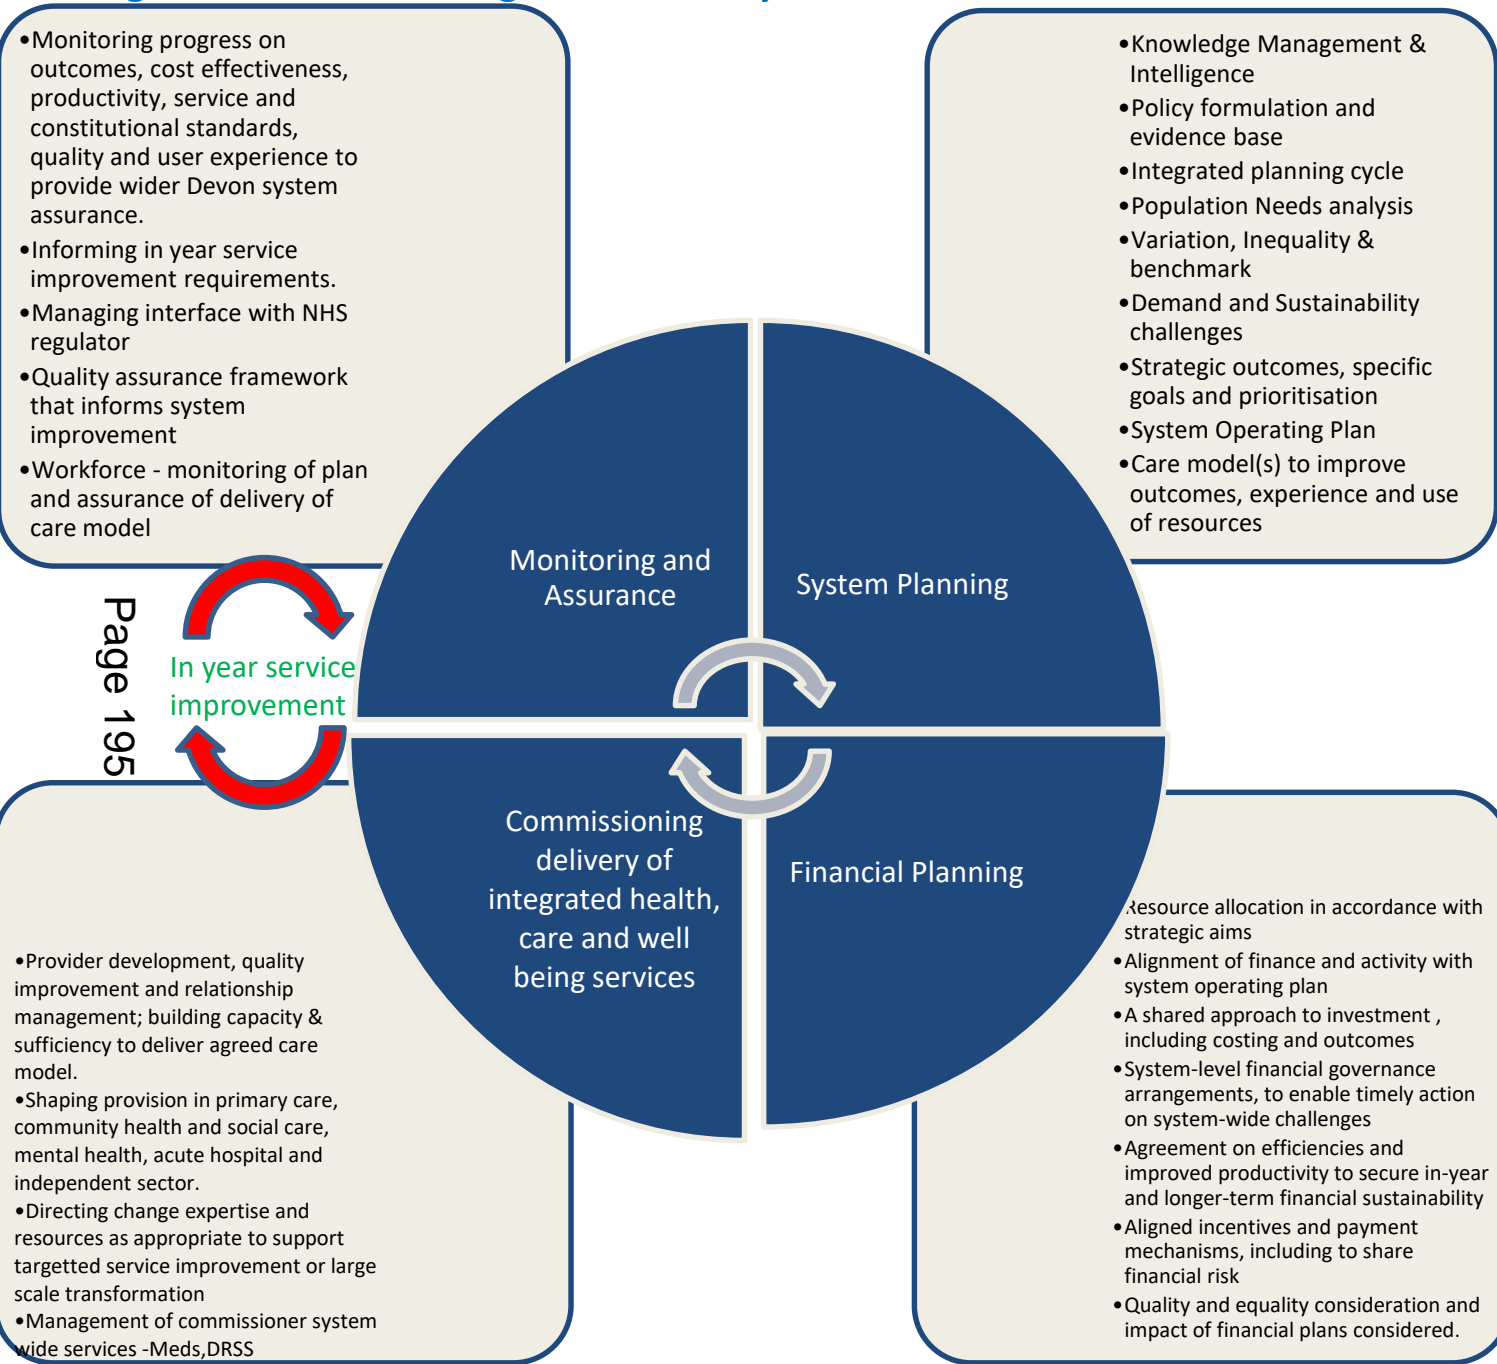 •Monitoring progress on
outcomes, cost effectiveness,
productivity, service and
constitutional standards,
quality and user experience to
provide wider Devon system
assurance.
•Informing in year service
improvement requirements.
•Managing interface with NHS
regulator
•Quality assurance framework
that informs system
improvement
•Workforce - monitoring of plan
and assurance of delivery of
care model
•Knowledge Management &
Intelligence
•Policy formulation and
evidence base
•Integrated planning cycle
•Population Needs analysis
•Variation, Inequality &
benchmark
•Demand and Sustainability
challenges
•Strategic outcomes, specific
goals and prioritisation
•System Operating Plan
•Care model(s) to improve
outcomes, experience and use
of resources
Monitoring and
Assurance
System Planning
Page 195
In year service
improvement
Commissioning
delivery of
integrated health,
care and well
being services
Financial Planning
•Provider development, quality
improvement and relationship
management; building capacity &
sufficiency to deliver agreed care
model.
•Shaping provision in primary care,
community health and social care,
mental health, acute hospital and
independent sector.
•Directing change expertise and
resources as appropriate to support
targetted service improvement or large
scale transformation
•Management of commissioner system
wide services -Meds,DRSS
Resource allocation in accordance with
strategic aims
•Alignment of finance and activity with
system operating plan
•A shared approach to investment ,
including costing and outcomes
•System-level financial governance
arrangements, to enable timely action
on system-wide challenges
•Agreement on efficiencies and
improved productivity to secure in-year
and longer-term financial sustainability
•Aligned incentives and payment
mechanisms, including to share
financial risk
•Quality and equality consideration and
impact of financial plans considered.